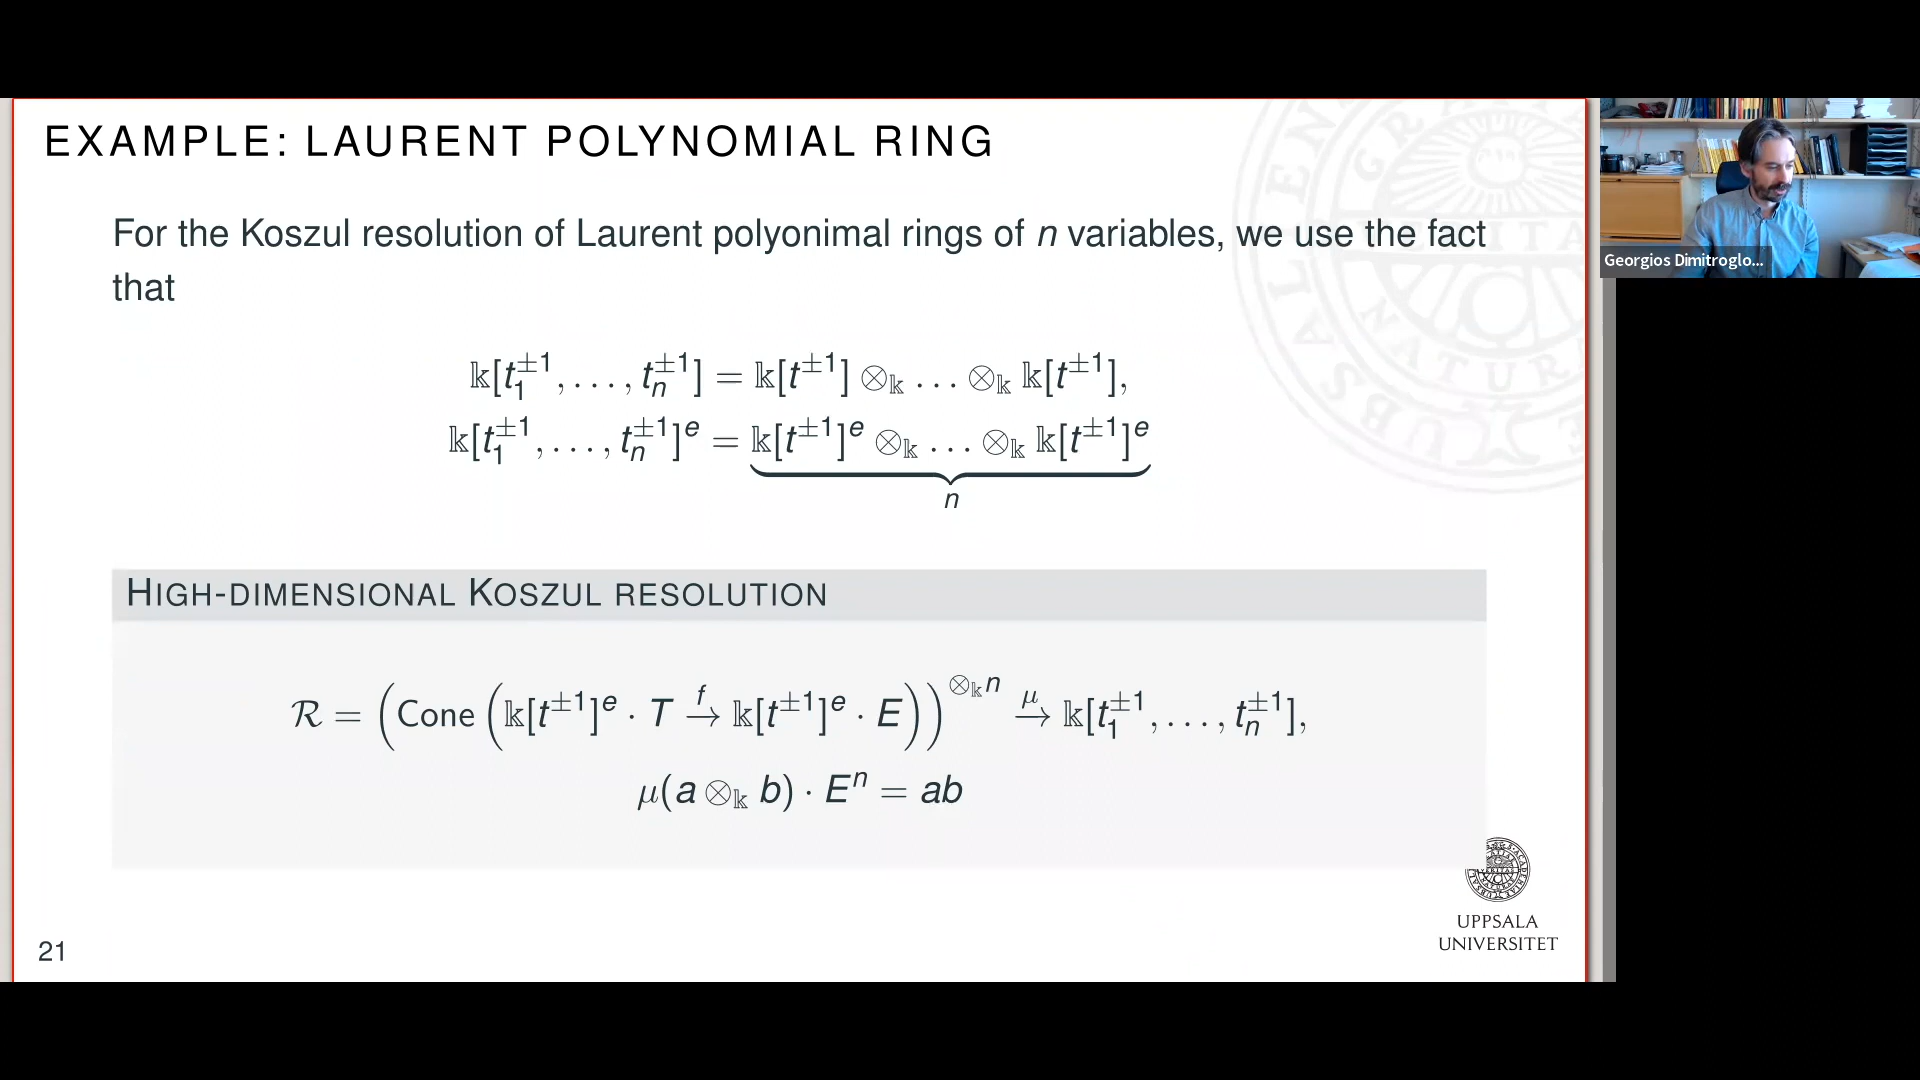 EXAMPLE: LAURENT POLYNOMIAL RING
For the Koszul resolution of Laurent polyonimal rings of n variables, we use the fact
that
𝕜[t₁^{±1}, . . . , tₙ^{±1}] = 𝕜[t^{±1}] ⊗_𝕜 . . . ⊗_𝕜 𝕜[t^{±1}],
𝕜[t₁^{±1}, . . . , tₙ^{±1}]^e = 𝕜[t^{±1}]^e ⊗_𝕜 . . . ⊗_𝕜 𝕜[t^{±1}]^e
n
HIGH-DIMENSIONAL KOSZUL RESOLUTION
ℛ = (Cone (𝕜[t^{±1}]^e · T →^f 𝕜[t^{±1}]^e · E))^{⊗_𝕜 n} →^μ 𝕜[t₁^{±1}, . . . , tₙ^{±1}],
μ(a ⊗_𝕜 b) · Eⁿ = ab
21
UPPSALA
UNIVERSITET
Georgios Dimitroglo...